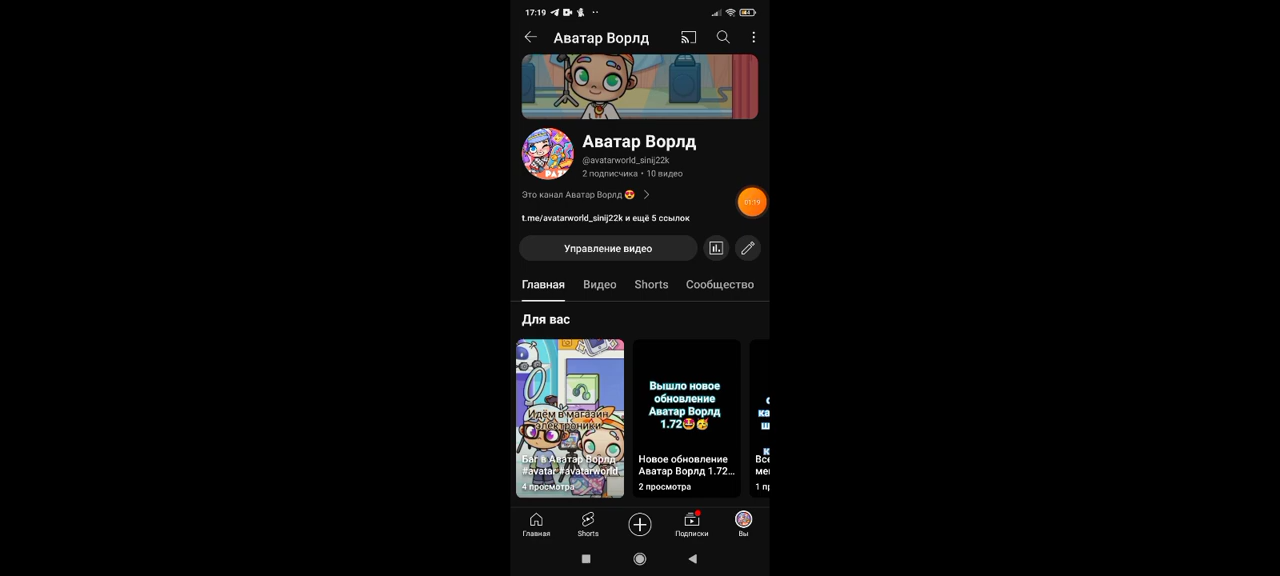 17:19
Аватар Ворлд
Аватар Ворлд
@avatarworld_sinij22k
2 подписчика • 10 видео
Это канал Аватар Ворлд 😍
01:19
t.me/avatarworld_sinij22k и ещё 5 ссылок
Управление видео
Главная Видео Shorts Сообщество
Для вас
Идём в магазин
электроники
Баг в Аватар Ворлд
#avatar #avatarworld
4 просмотра
Вышло новое
обновление
Аватар Ворлд
1.72🤩🥳
Новое обновление
Аватар Ворлд 1.72...
2 просмотра
Главная Shorts Подписки Вы